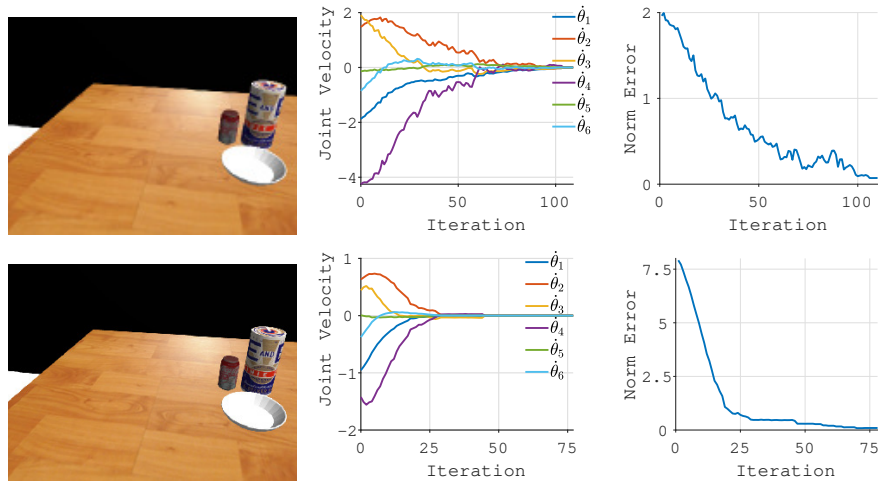 Joint Velocity
2
0
−2
−4
0
50
100
Iteration
θ̇₁
θ̇₂
θ̇₃
θ̇₄
θ̇₅
θ̇₆
Norm Error
2
1
0
0
50
100
Iteration
E AND
Joint Velocity
1
0
−1
−2
0
25
50
75
Iteration
θ̇₁
θ̇₂
θ̇₃
θ̇₄
θ̇₅
θ̇₆
Norm Error
7.5
5
2.5
0
0
25
50
75
Iteration
E AND